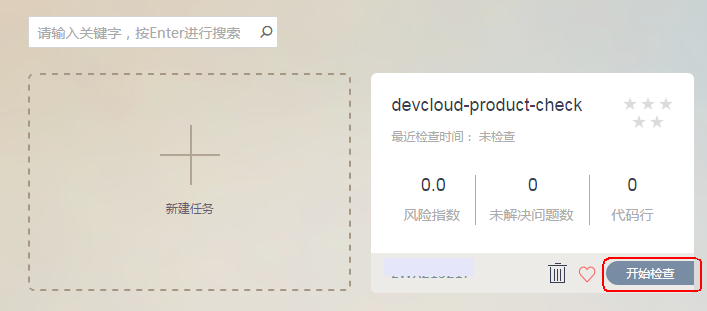 请输入关键字，按Enter进行搜索
新建任务
devcloud-product-check
最近检查时间： 未检查
0.0 0 0
风险指数 未解决问题数 代码行
开始检查